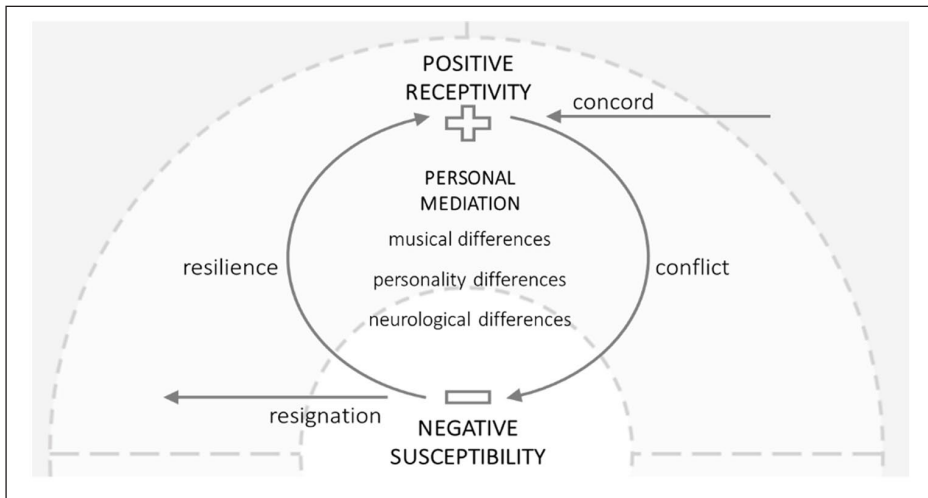 POSITIVE
RECEPTIVITY
concord
PERSONAL
MEDIATION
musical differences
resilience
personality differences
conflict
neurological differences
resignation
NEGATIVE
SUSCEPTIBILITY